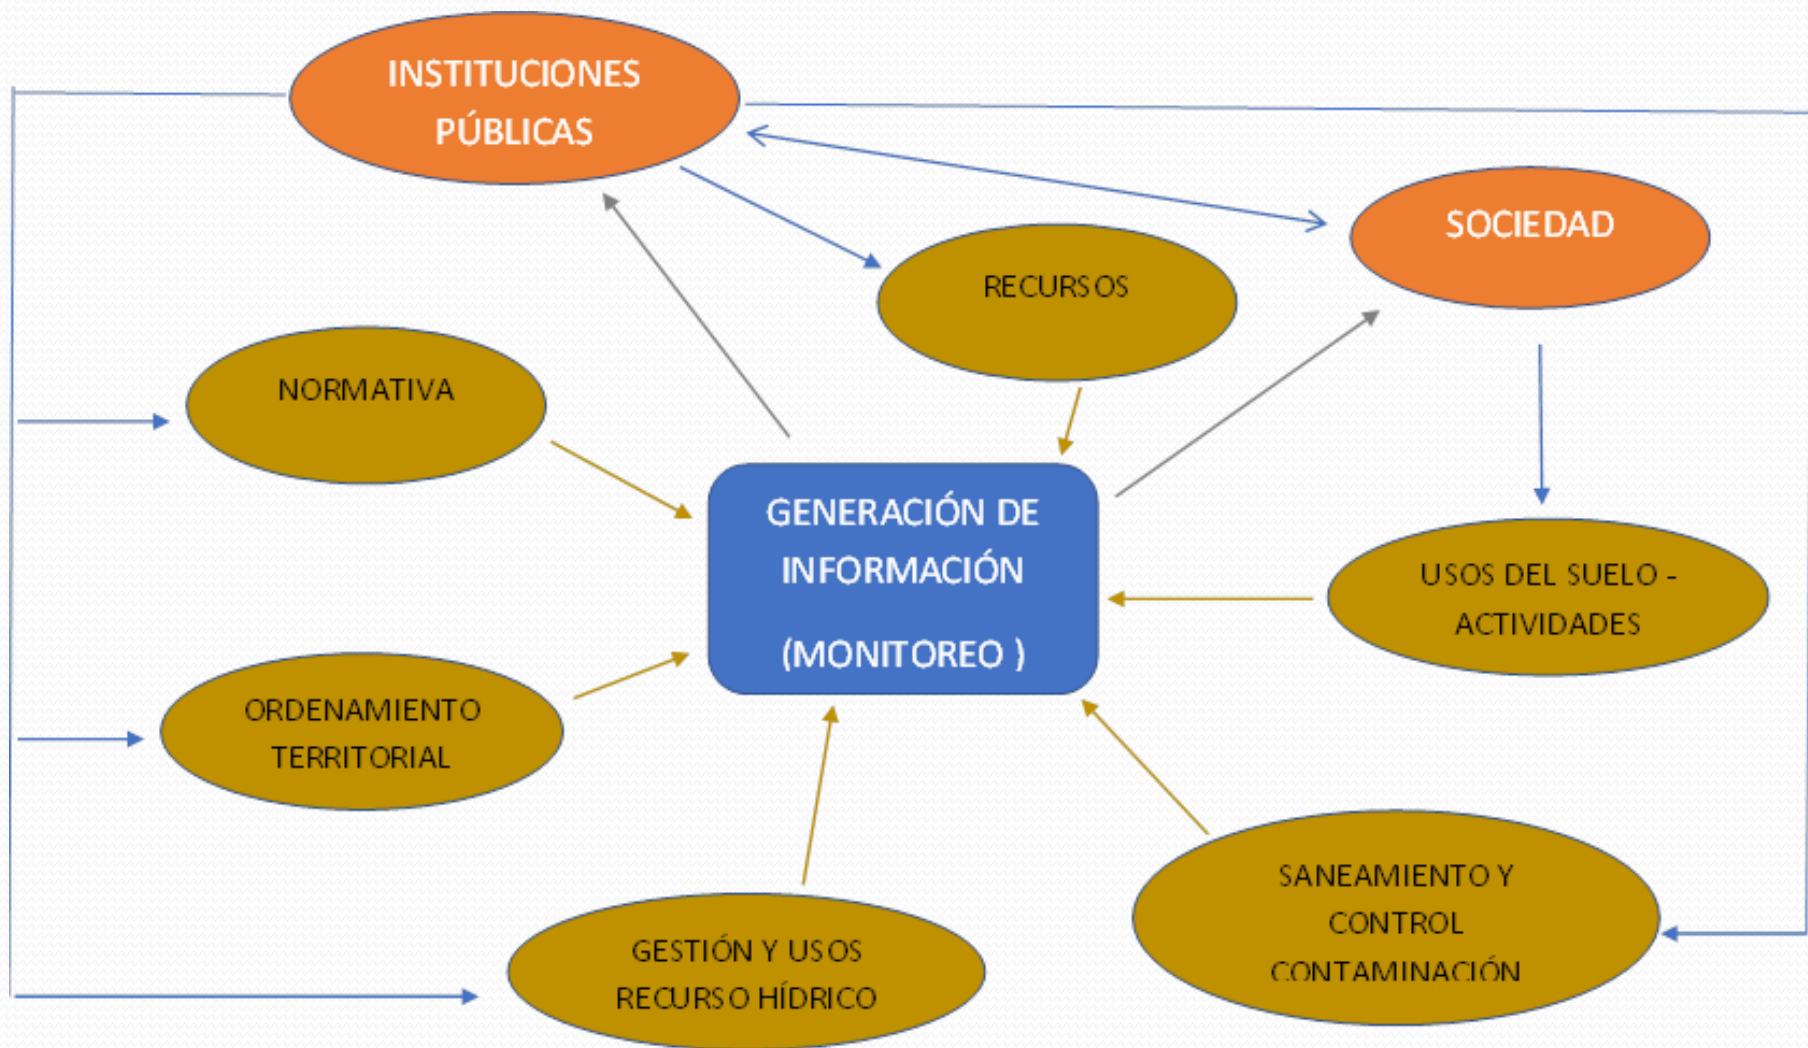 INSTITUCIONES
PÚBLICAS
SOCIEDAD
RECURSOS
NORMATIVA
GENERACIÓN DE
INFORMACIÓN
(MONITOREO )
USOS DEL SUELO -
ACTIVIDADES
ORDENAMIENTO
TERRITORIAL
SANEAMIENTO Y
CONTROL
CONTAMINACIÓN
GESTIÓN Y USOS
RECURSO HÍDRICO